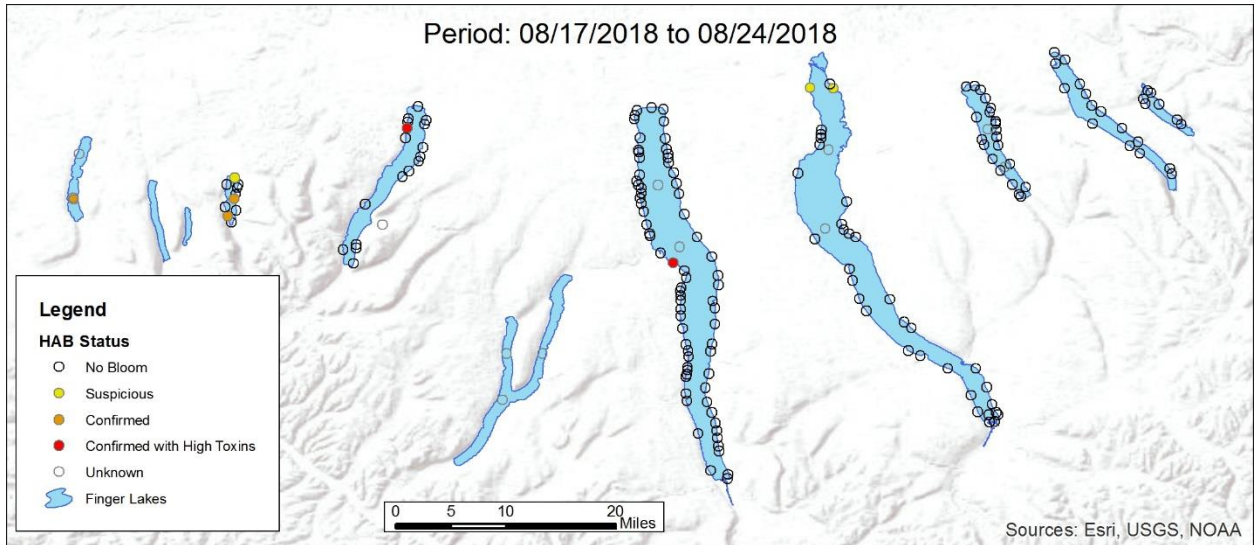 Period: 08/17/2018 to 08/24/2018
Legend
HAB Status
No Bloom
Suspicious
Confirmed
Confirmed with High Toxins
Unknown
Finger Lakes
0 5 10 20
Miles
Sources: Esri, USGS, NOAA